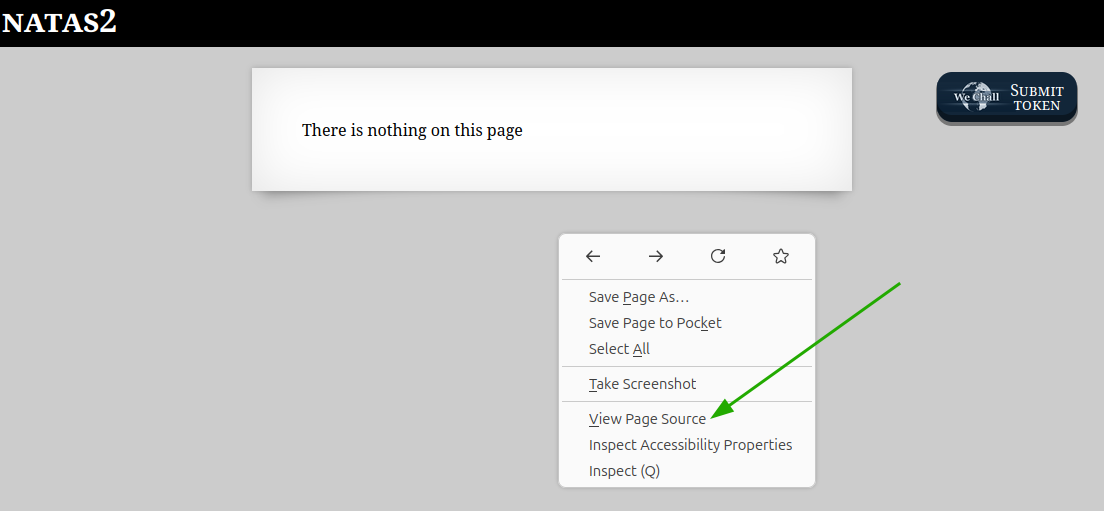 NATAS2
There is nothing on this page
We Chall
SUBMIT
TOKEN
Save Page As…
Save Page to Pocket
Select All
Take Screenshot
View Page Source
Inspect Accessibility Properties
Inspect (Q)